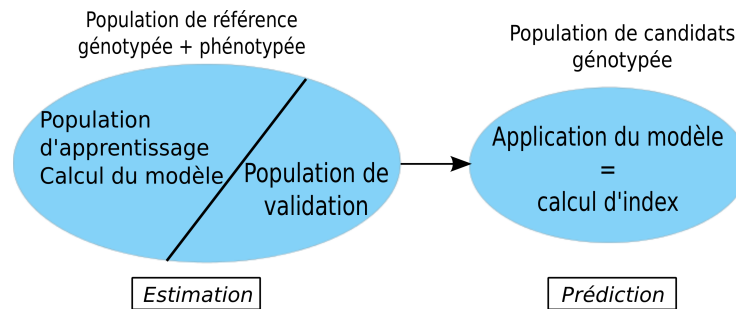 Population de référence
génotypée + phénotypée
Population
d'apprentissage
Calcul du modèle
Population de
validation
Estimation
Population de candidats
génotypée
Application du modèle
=
calcul d'index
Prédiction